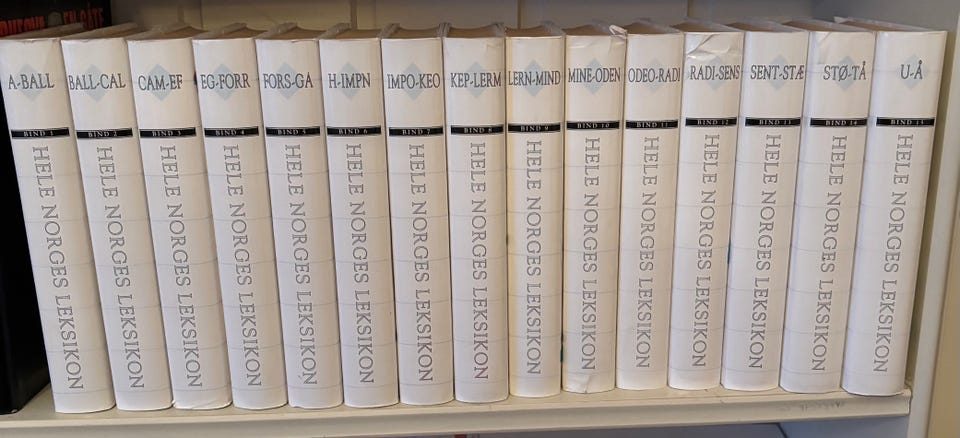 A-BALL
BIND 1
HELE NORGES LEKSIKON
BALL-CAL
BIND 2
HELE NORGES LEKSIKON
CAM-EF
BIND 3
HELE NORGES LEKSIKON
EG-FORR
BIND 4
HELE NORGES LEKSIKON
FORS-GA
BIND 5
HELE NORGES LEKSIKON
H-IMPN
BIND 6
HELE NORGES LEKSIKON
IMPO-KEO
BIND 7
HELE NORGES LEKSIKON
KEP-LERM
BIND 8
HELE NORGES LEKSIKON
LERN-MIND
BIND 9
HELE NORGES LEKSIKON
MINE-ODEN
BIND 10
HELE NORGES LEKSIKON
ODEO-RADI
BIND 11
HELE NORGES LEKSIKON
RADI-SENS
BIND 12
HELE NORGES LEKSIKON
SENT-STÆ
BIND 13
HELE NORGES LEKSIKON
STØ-TÅ
BIND 14
HELE NORGES LEKSIKON
U-Å
BIND 15
HELE NORGES LEKSIKON